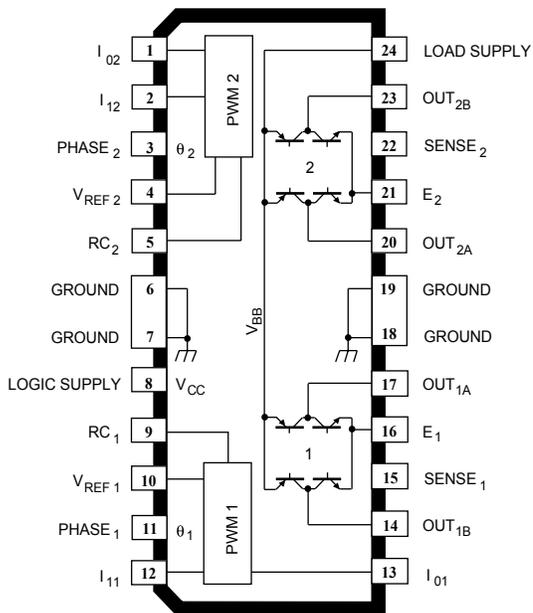 I02 1 PWM 2 24 LOAD SUPPLY
I12 2 23 OUT2B
PHASE2 3 θ2 22 SENSE2
2
VREF 2 4 21 E2
RC2 5 20 OUT2A
GROUND 6 19 GROUND
VBB
GROUND 7 18 GROUND
LOGIC SUPPLY 8 VCC 17 OUT1A
RC1 9 16 E1
1
VREF 1 10 15 SENSE1
PHASE1 11 θ1 PWM 1 14 OUT1B
I11 12 13 I01